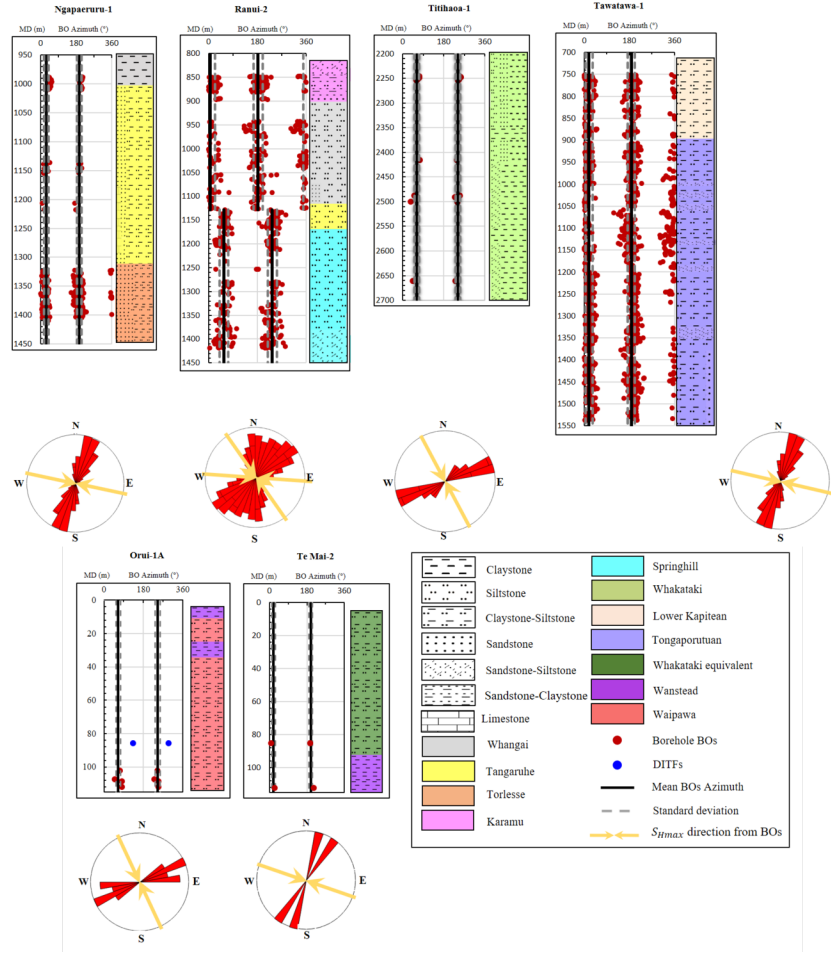 Ngapaeruru-1
MD (m) BO Azimuth (°)
0 180 360
950
1000
1050
1100
1150
1200
1250
1300
1350
1400
1450
Ranui-2
MD (m) BO Azimuth (°)
0 180 360
800
850
900
950
1000
1050
1100
1150
1200
1250
1300
1350
1400
1450
Titihaoa-1
MD (m) BO Azimuth (°)
0 180 360
2200
2250
2300
2350
2400
2450
2500
2550
2600
2650
2700
Tawatawa-1
MD (m) BO Azimuth (°)
0 180 360
700
750
800
850
900
950
1000
1050
1100
1150
1200
1250
1300
1350
1400
1450
1500
1550
N
W E
S
N
W E
S
N
W E
S
N
W E
S
Orui-1A
MD (m) BO Azimuth (°)
0 180 360
0
20
40
60
80
100
Te Mai-2
MD (m) BO Azimuth (°)
0 180 360
0
20
40
60
80
100
N
W E
S
N
W E
S
Claystone
Siltstone
Claystone-Siltstone
Sandstone
Sandstone-Siltstone
Sandstone-Claystone
Limestone
Whangai
Tangaruhe
Torlesse
Karamu
Springhill
Whakataki
Lower Kapitean
Tongaporutuan
Whakataki equivalent
Wanstead
Waipawa
Borehole BOs
DITFs
Mean BOs Azimuth
Standard deviation
SHmax direction from BOs